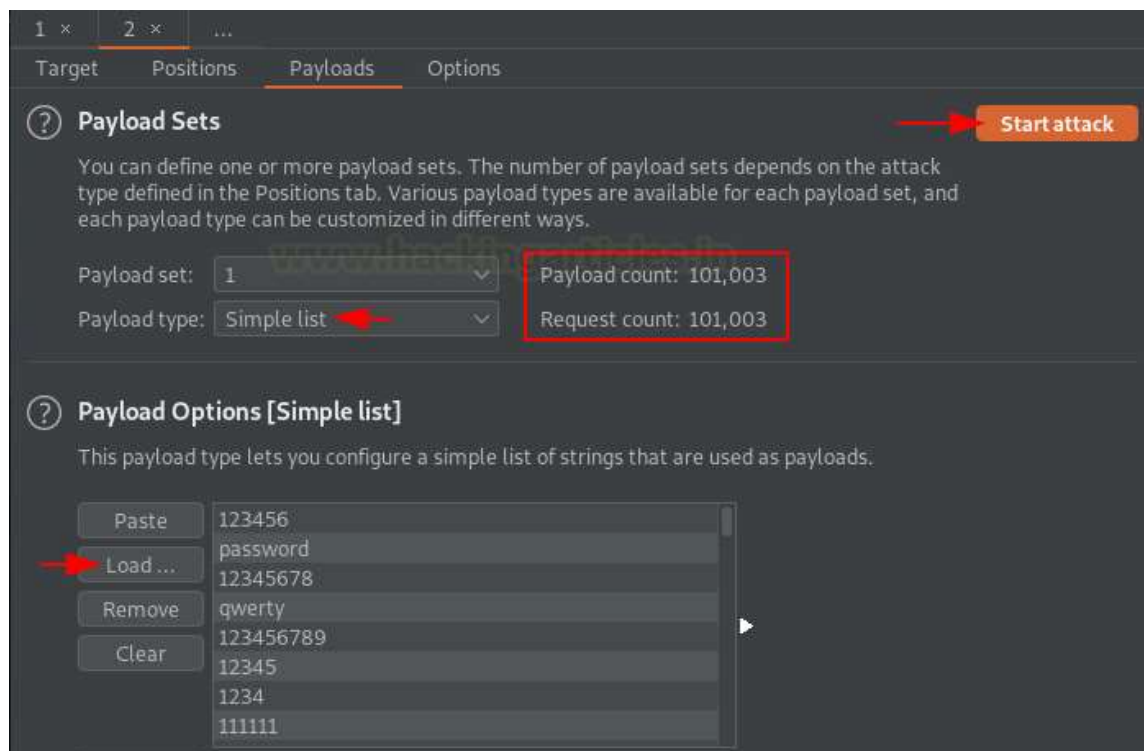 1 × 2 × ...
Target Positions Payloads Options
? Payload Sets
Start attack
You can define one or more payload sets. The number of payload sets depends on the attack
type defined in the Positions tab. Various payload types are available for each payload set, and
each payload type can be customized in different ways.
www.hackingarticles.in
Payload set: 1 Payload count: 101,003
Payload type: Simple list Request count: 101,003
? Payload Options [Simple list]
This payload type lets you configure a simple list of strings that are used as payloads.
Paste
Load ...
Remove
Clear
123456
password
12345678
qwerty
123456789
12345
1234
111111